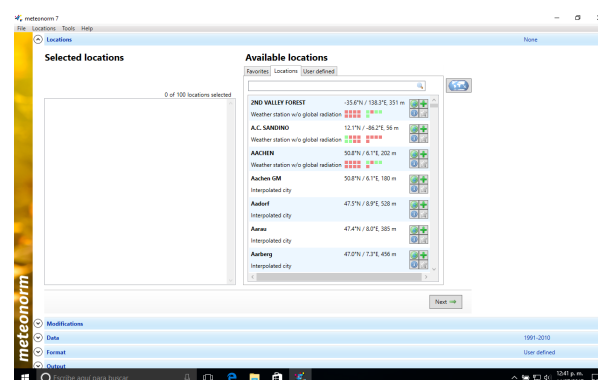 meteonorm 7
File Locations Tools Help
Locations None
Selected locations
0 of 100 locations selected
Available locations
Favorites Locations User defined
2ND VALLEY FOREST -35.6°N / 138.3°E, 351 m
Weather station w/o global radiation
A.C. SANDINO 12.1°N / -86.2°E, 56 m
Weather station w/o global radiation
AACHEN 50.8°N / 6.1°E, 202 m
Weather station w/o global radiation
Aachen GM 50.8°N / 6.1°E, 180 m
Interpolated city
Aadorf 47.5°N / 8.9°E, 528 m
Interpolated city
Aarau 47.4°N / 8.0°E, 385 m
Interpolated city
Aarberg 47.0°N / 7.3°E, 456 m
Interpolated city
Next
meteonorm
Modifications
Data 1991-2010
Format User defined
Output
Escribe aquí para buscar
12:41 p. m.